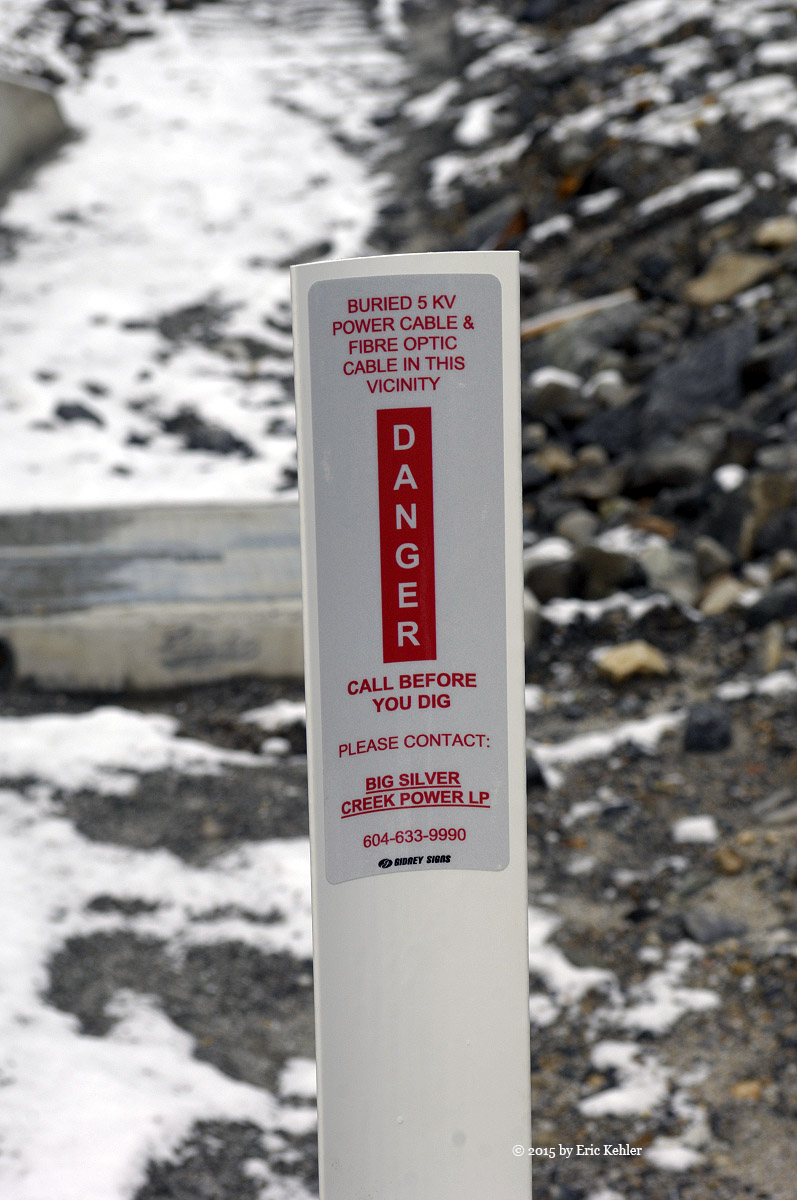 BURIED 5 KV
POWER CABLE &
FIBRE OPTIC
CABLE IN THIS
VICINITY
DANGER
CALL BEFORE
YOU DIG
PLEASE CONTACT:
BIG SILVER
CREEK POWER LP
604-633-9990
GIDNEY SIGNS
© 2015 by Eric Kehler